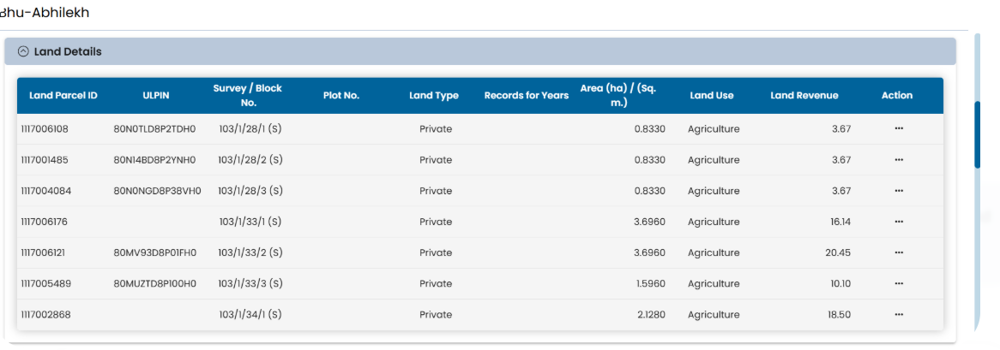 Bhu-Abhilekh
Land Details
Land Parcel ID ULPIN Survey / Block No. Plot No. Land Type Records for Years Area (ha) / (Sq. m.) Land Use Land Revenue Action
1117006108 80N0TLD8P2TDH0 103/1/28/1 (S) Private 0.8330 Agriculture 3.67 •••
1117001485 80N14BD8P2YNH0 103/1/28/2 (S) Private 0.8330 Agriculture 3.67 •••
1117004084 80N0NGD8P38VH0 103/1/28/3 (S) Private 0.8330 Agriculture 3.67 •••
1117006176 103/1/33/1 (S) Private 3.6960 Agriculture 16.14 •••
1117006121 80MV93D8P01FH0 103/1/33/2 (S) Private 3.6960 Agriculture 20.45 •••
1117005489 80MUZTD8P100H0 103/1/33/3 (S) Private 1.5960 Agriculture 10.10 •••
1117002868 103/1/34/1 (S) Private 2.1280 Agriculture 18.50 •••